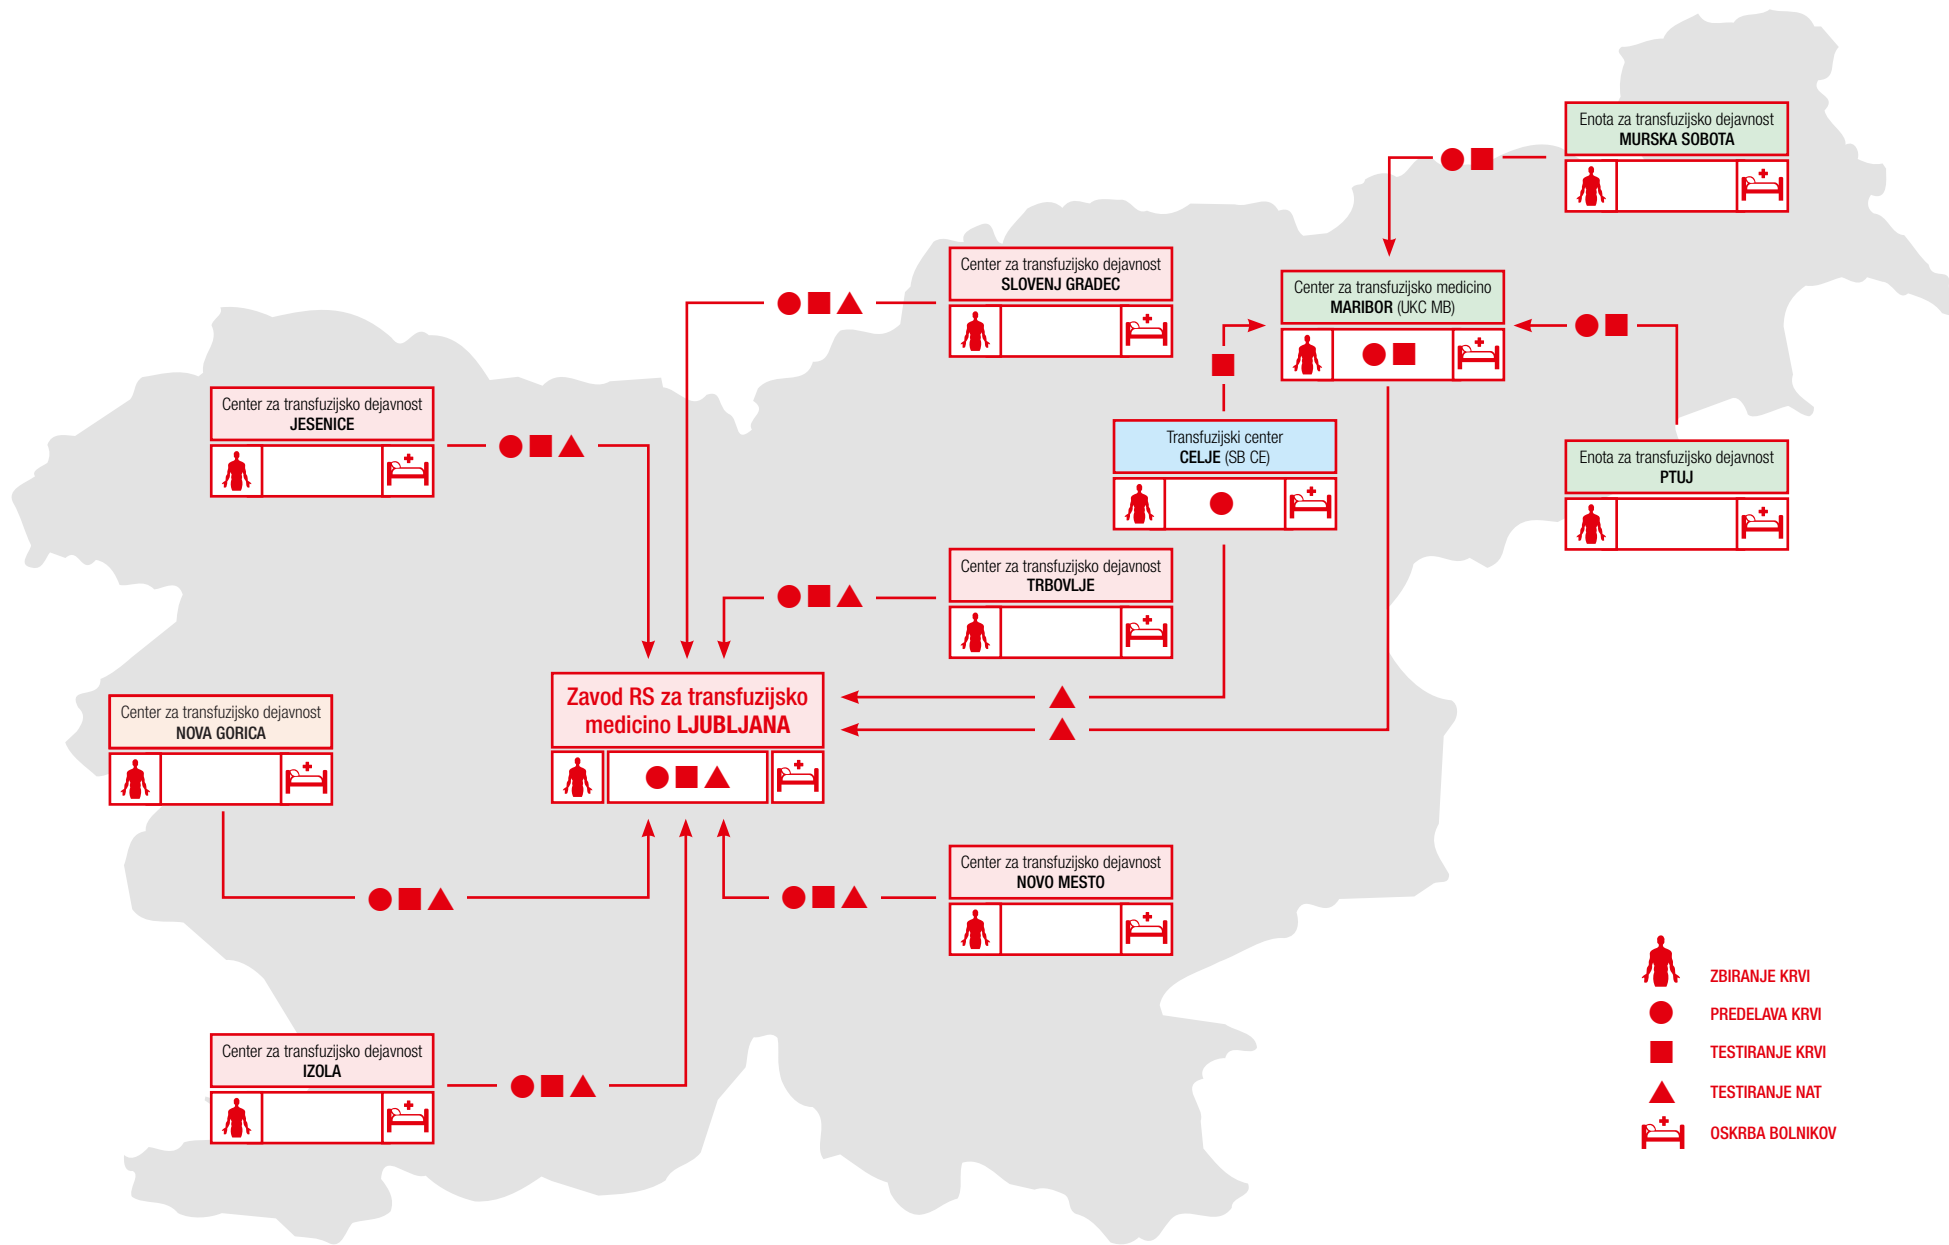 Enota za transfuzijsko dejavnost
MURSKA SOBOTA
Center za transfuzijsko dejavnost
SLOVENJ GRADEC
Center za transfuzijsko medicino
MARIBOR (UKC MB)
Center za transfuzijsko dejavnost
JESENICE
Transfuzijski center
CELJE (SB CE)
Enota za transfuzijsko dejavnost
PTUJ
Center za transfuzijsko dejavnost
TRBOVLJE
Zavod RS za transfuzijsko
medicino LJUBLJANA
Center za transfuzijsko dejavnost
NOVA GORICA
Center za transfuzijsko dejavnost
NOVO MESTO
Center za transfuzijsko dejavnost
IZOLA
ZBIRANJE KRVI
PREDELAVA KRVI
TESTIRANJE KRVI
TESTIRANJE NAT
OSKRBA BOLNIKOV